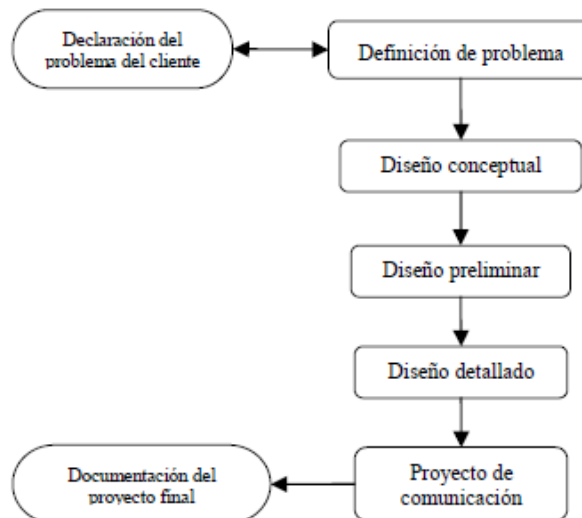 Declaración del
problema del cliente
Definición de problema
Diseño conceptual
Diseño preliminar
Diseño detallado
Proyecto de
comunicación
Documentación del
proyecto final